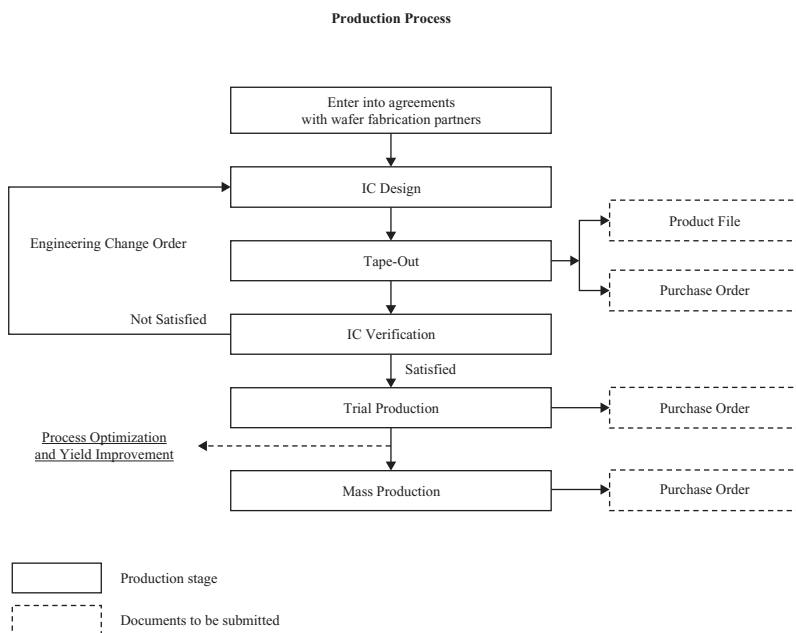 Production Process
Enter into agreements
with wafer fabrication partners
IC Design
Product File
Engineering Change Order
Tape-Out
Purchase Order
Not Satisfied
IC Verification
Satisfied
Trial Production
Purchase Order
Process Optimization
and Yield Improvement
Mass Production
Purchase Order
Production stage
Documents to be submitted